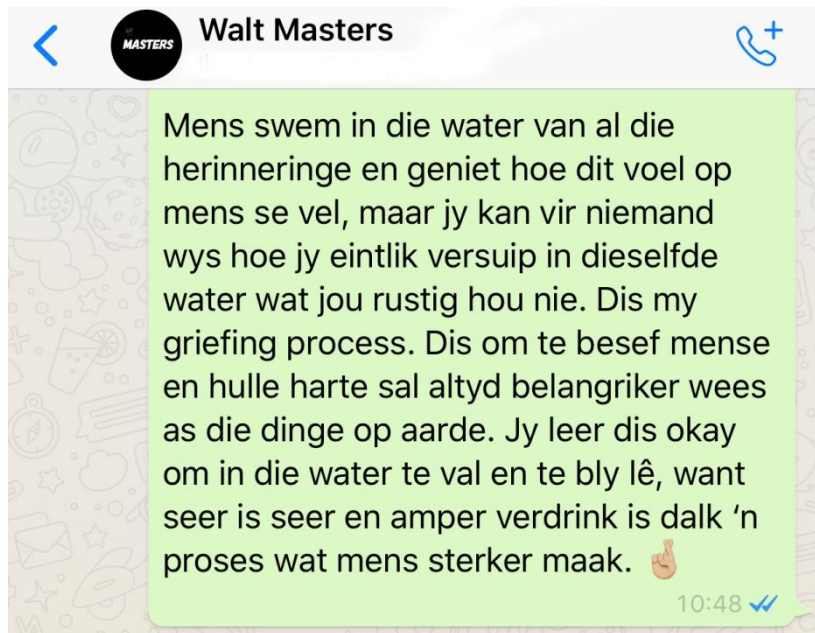 Walt Masters
MASTERS
Mens swem in die water van al die
herinneringe en geniet hoe dit voel op
mens se vel, maar jy kan vir niemand
wys hoe jy eintlik versuip in dieselfde
water wat jou rustig hou nie. Dis my
griefing process. Dis om te besef mense
en hulle harte sal altyd belangriker wees
as die dinge op aarde. Jy leer dis okay
om in die water te val en te bly lê, want
seer is seer en amper verdrink is dalk ‘n
proses wat mens sterker maak. 🤞🏼
10:48